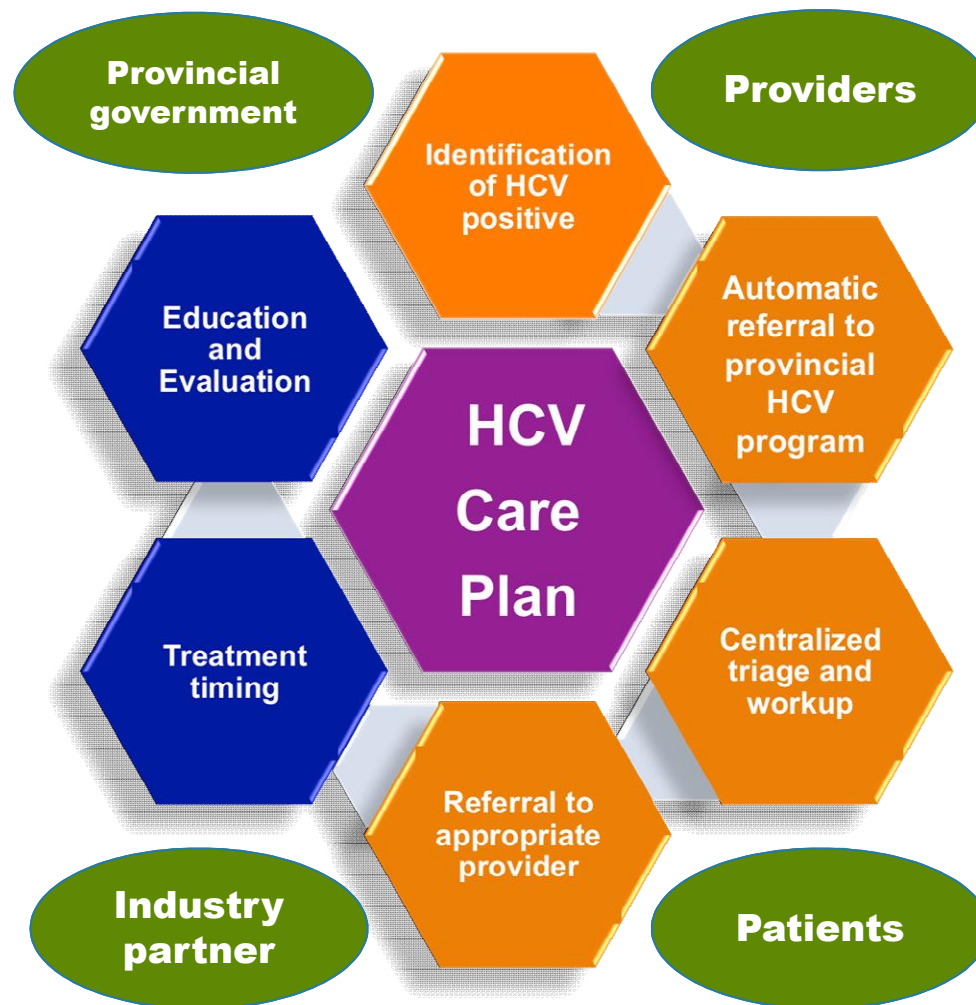 Provincial
government
Providers
Identification
of HCV
positive
Automatic
referral to
provincial
HCV
program
Education
and
Evaluation
HCV
Care
Plan
Centralized
triage and
workup
Treatment
timing
Referral to
appropriate
provider
Industry
partner
Patients